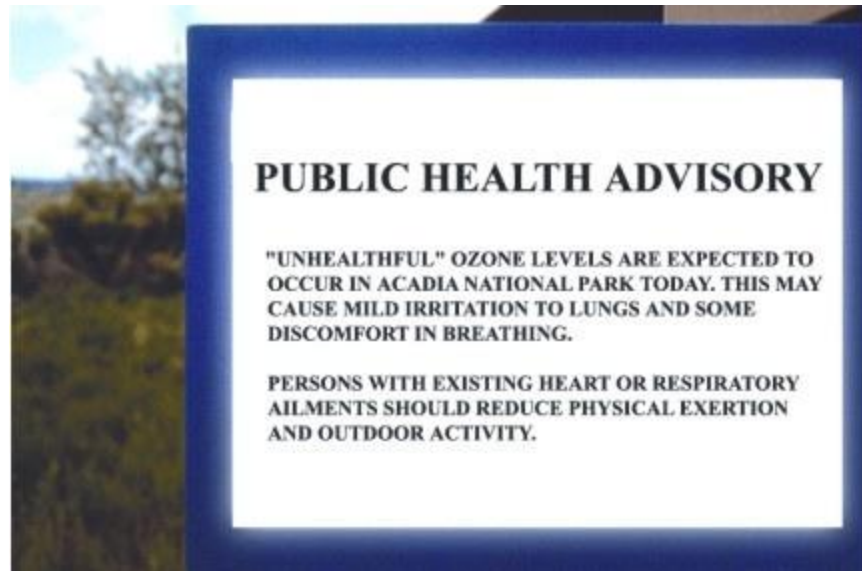 PUBLIC HEALTH ADVISORY
"UNHEALTHFUL" OZONE LEVELS ARE EXPECTED TO
OCCUR IN ACADIA NATIONAL PARK TODAY. THIS MAY
CAUSE MILD IRRITATION TO LUNGS AND SOME
DISCOMFORT IN BREATHING.
PERSONS WITH EXISTING HEART OR RESPIRATORY
AILMENTS SHOULD REDUCE PHYSICAL EXERTION
AND OUTDOOR ACTIVITY.